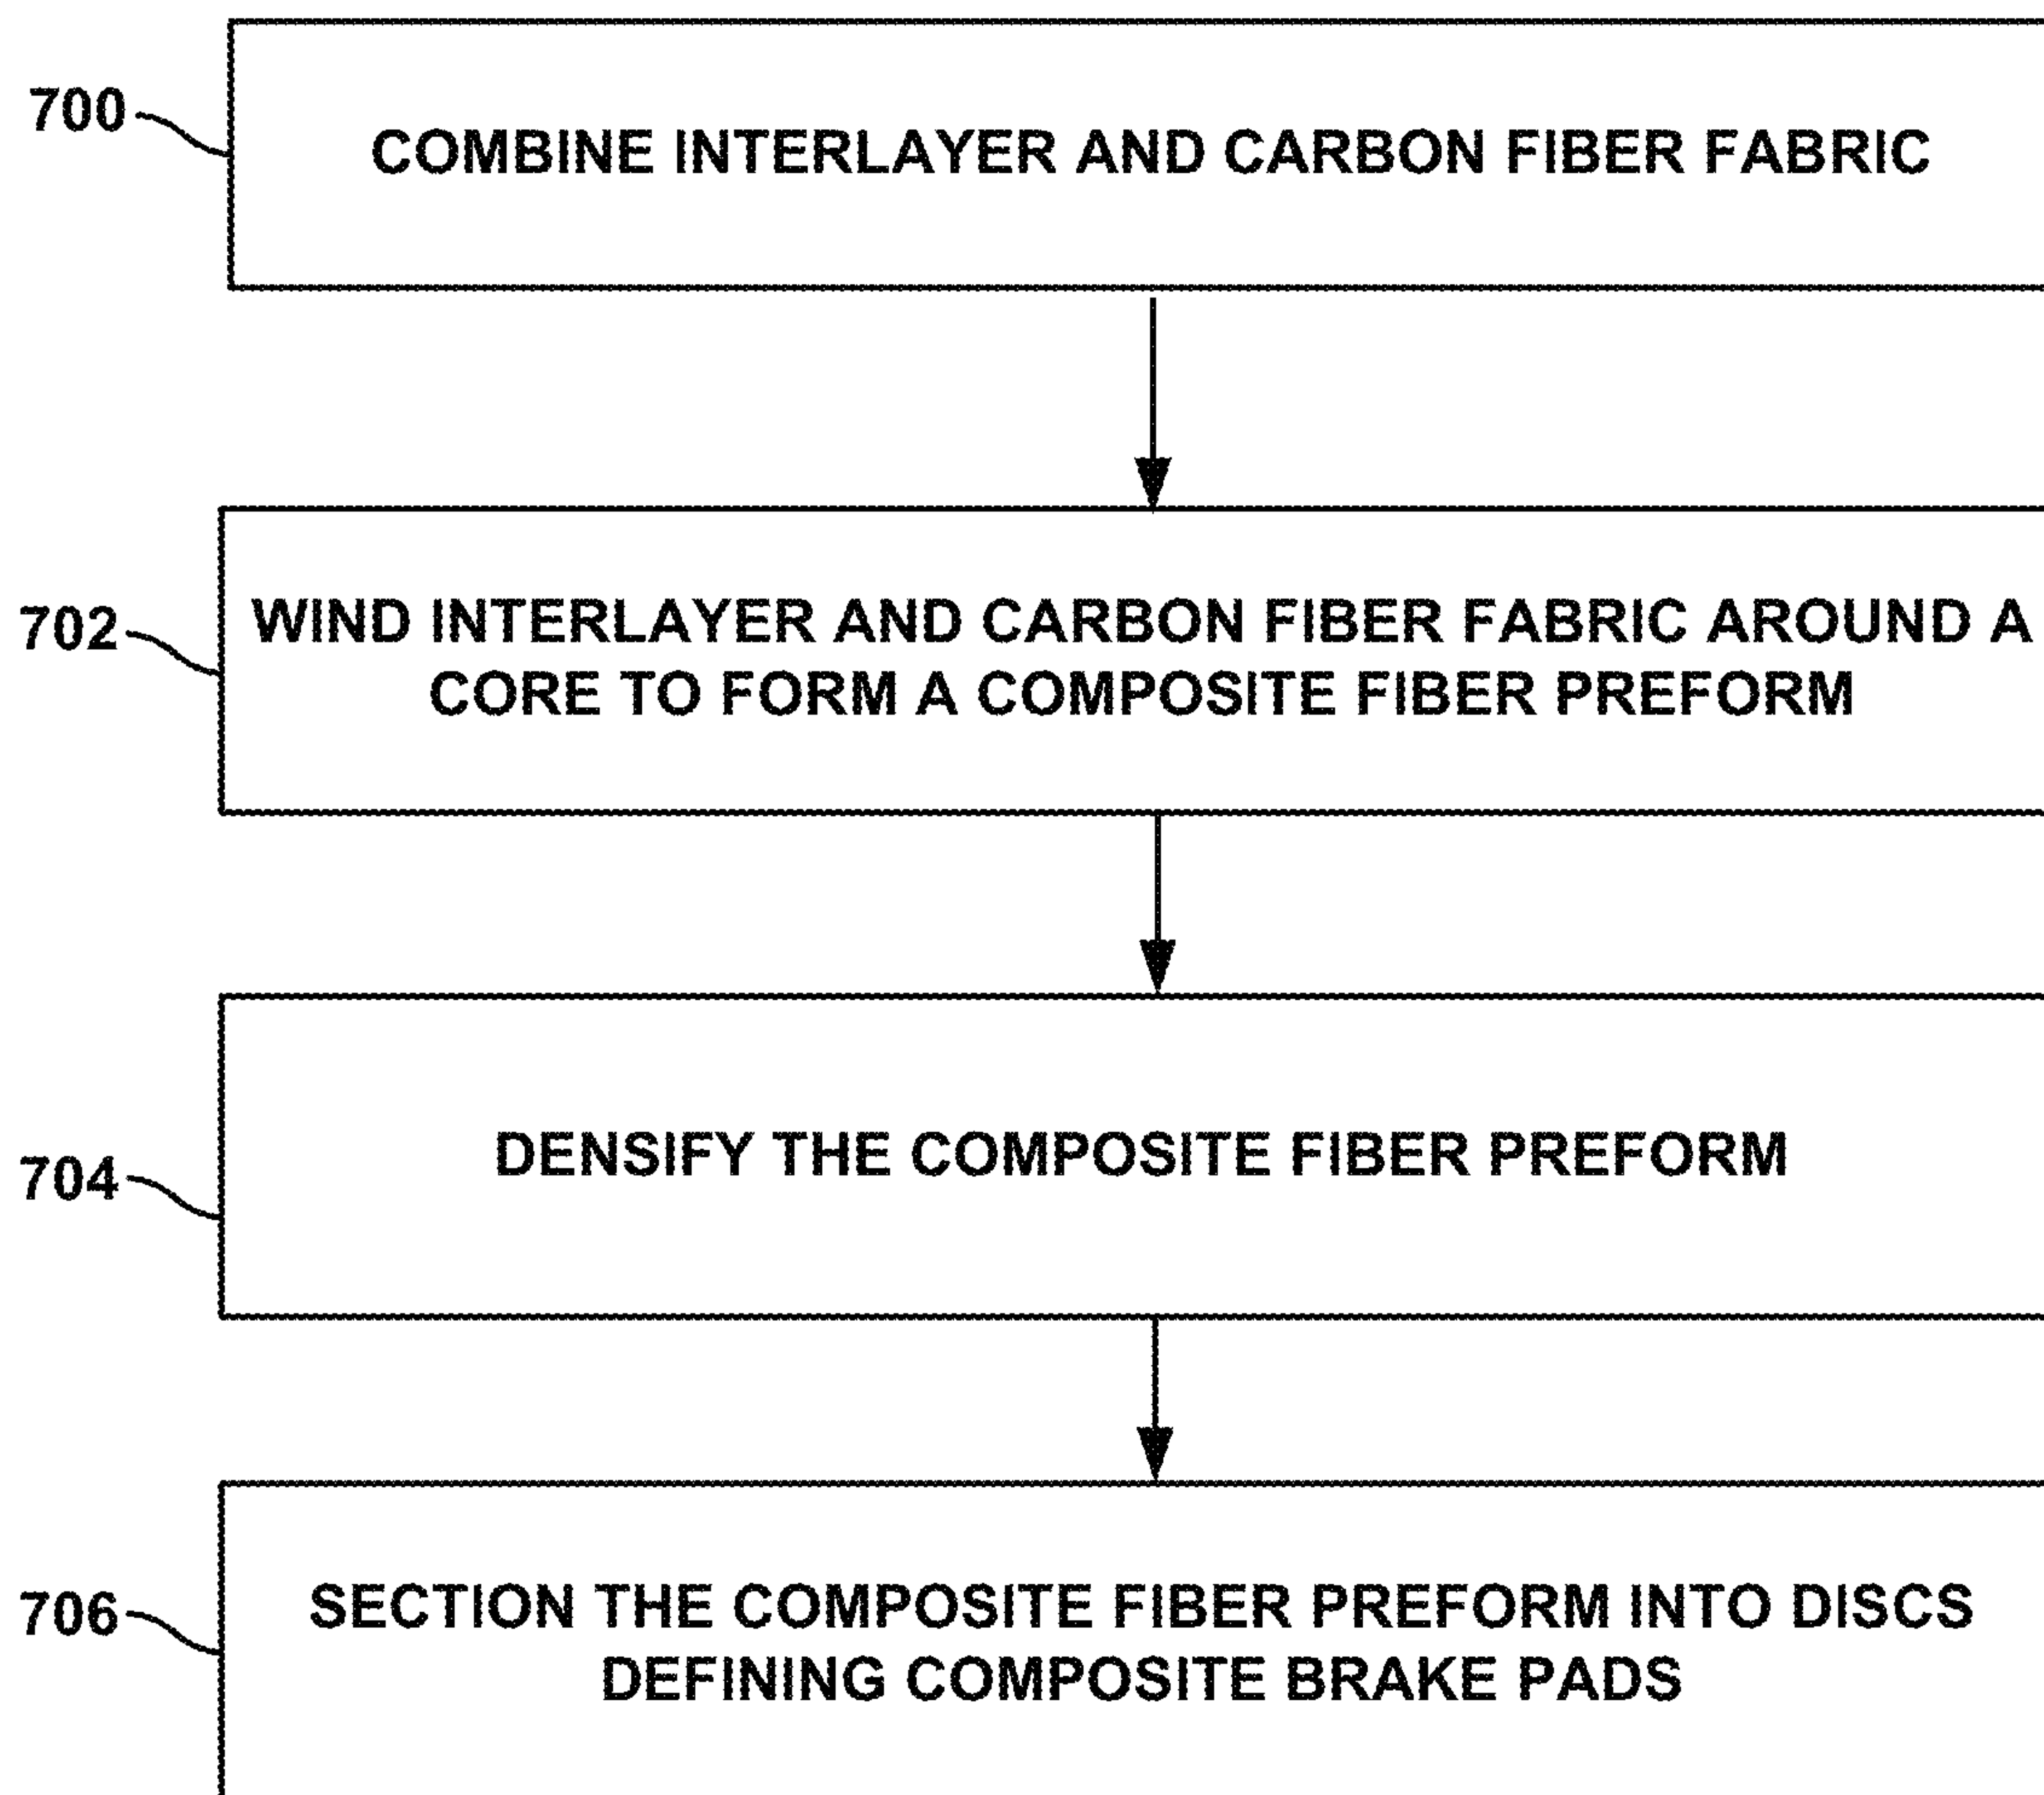 700
COMBINE INTERLAYER AND CARBON FIBER FABRIC
702
WIND INTERLAYER AND CARBON FIBER FABRIC AROUND A
CORE TO FORM A COMPOSITE FIBER PREFORM
704
DENSIFY THE COMPOSITE FIBER PREFORM
706
SECTION THE COMPOSITE FIBER PREFORM INTO DISCS
DEFINING COMPOSITE BRAKE PADS